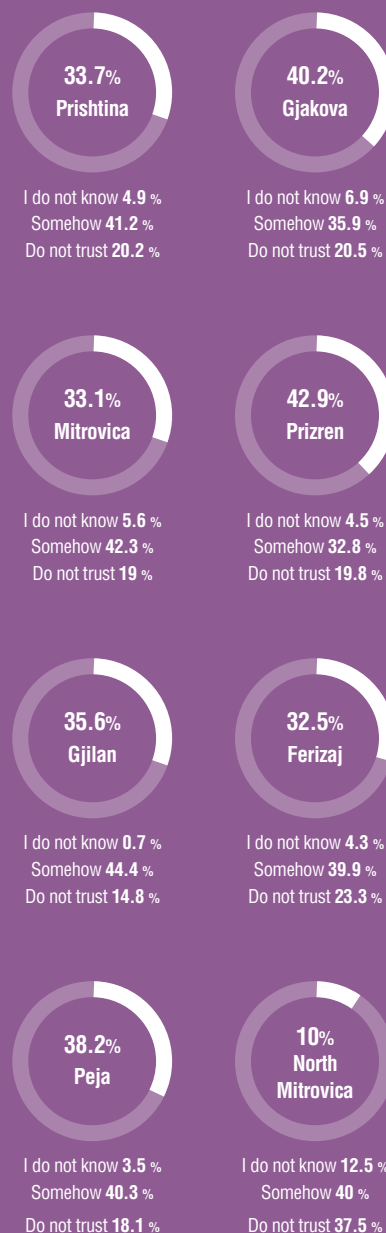 33.7%
Prishtina
I do not know 4.9 %
Somehow 41.2 %
Do not trust 20.2 %
40.2%
Gjakova
I do not know 6.9 %
Somehow 35.9 %
Do not trust 20.5 %
33.1%
Mitrovica
I do not know 5.6 %
Somehow 42.3 %
Do not trust 19 %
42.9%
Prizren
I do not know 4.5 %
Somehow 32.8 %
Do not trust 19.8 %
35.6%
Gjilan
I do not know 0.7 %
Somehow 44.4 %
Do not trust 14.8 %
32.5%
Ferizaj
I do not know 4.3 %
Somehow 39.9 %
Do not trust 23.3 %
38.2%
Peja
I do not know 3.5 %
Somehow 40.3 %
Do not trust 18.1 %
10%
North
Mitrovica
I do not know 12.5 %
Somehow 40 %
Do not trust 37.5 %